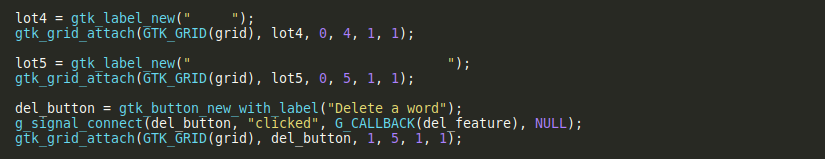 lot4 = gtk_label_new("     ");
gtk_grid_attach(GTK_GRID(grid), lot4, 0, 4, 1, 1);
lot5 = gtk_label_new("                                ");
gtk_grid_attach(GTK_GRID(grid), lot5, 0, 5, 1, 1);
del_button = gtk_button_new_with_label("Delete a word");
g_signal_connect(del_button, "clicked", G_CALLBACK(del_feature), NULL);
gtk_grid_attach(GTK_GRID(grid), del_button, 1, 5, 1, 1);